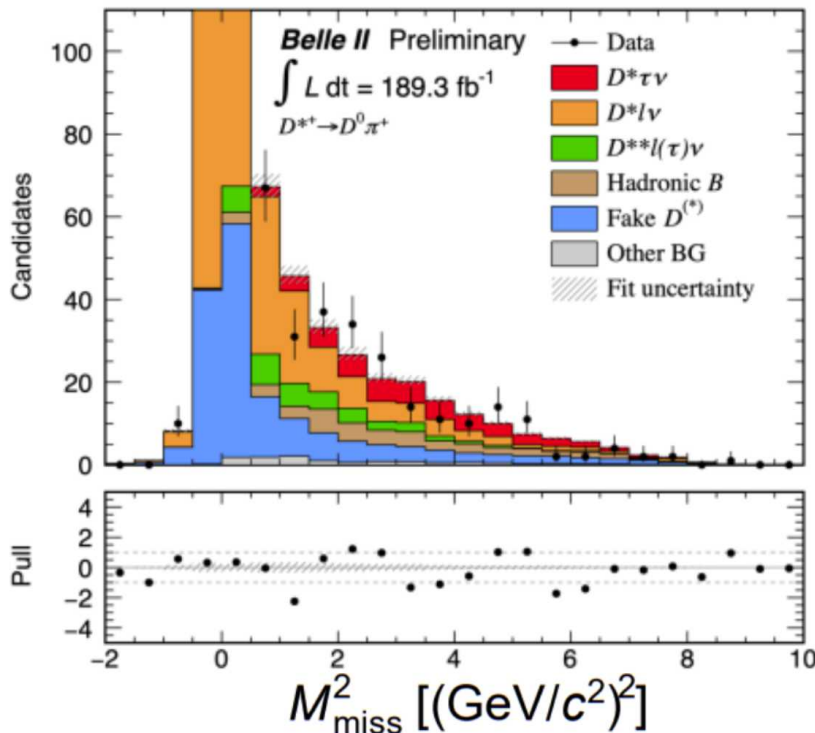 Belle II Preliminary
∫ L dt = 189.3 fb⁻¹
D*⁺→D⁰π⁺
Data
D*τν
D*lν
D**l(τ)ν
Hadronic B
Fake D⁽*⁾
Other BG
Fit uncertainty
Candidates
100
80
60
40
20
0
Pull
4
2
0
−2
−4
−2 0 2 4 6 8 10
M²miss [(GeV/c²)²]